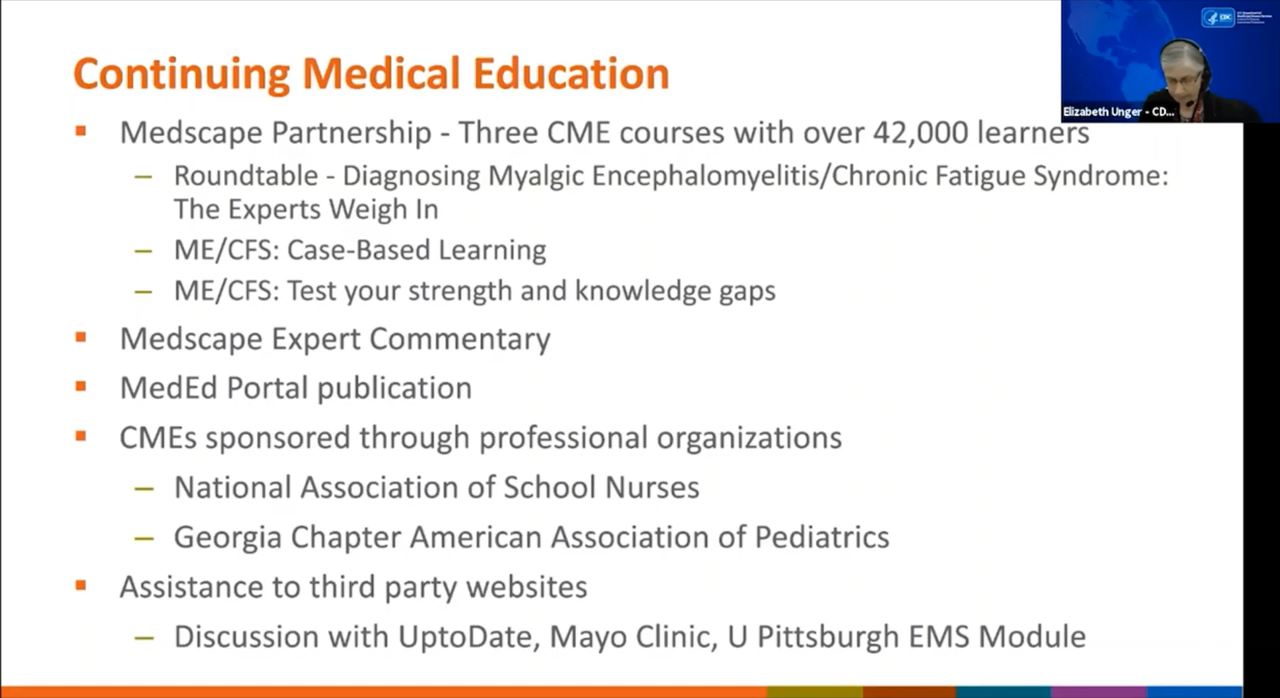 Continuing Medical Education
▪ Medscape Partnership - Three CME courses with over 42,000 learners
– Roundtable - Diagnosing Myalgic Encephalomyelitis/Chronic Fatigue Syndrome:
The Experts Weigh In
– ME/CFS: Case-Based Learning
– ME/CFS: Test your strength and knowledge gaps
▪ Medscape Expert Commentary
▪ MedEd Portal publication
▪ CMEs sponsored through professional organizations
– National Association of School Nurses
– Georgia Chapter American Association of Pediatrics
▪ Assistance to third party websites
– Discussion with UptoDate, Mayo Clinic, U Pittsburgh EMS Module
CDC
Elizabeth Unger - CD...